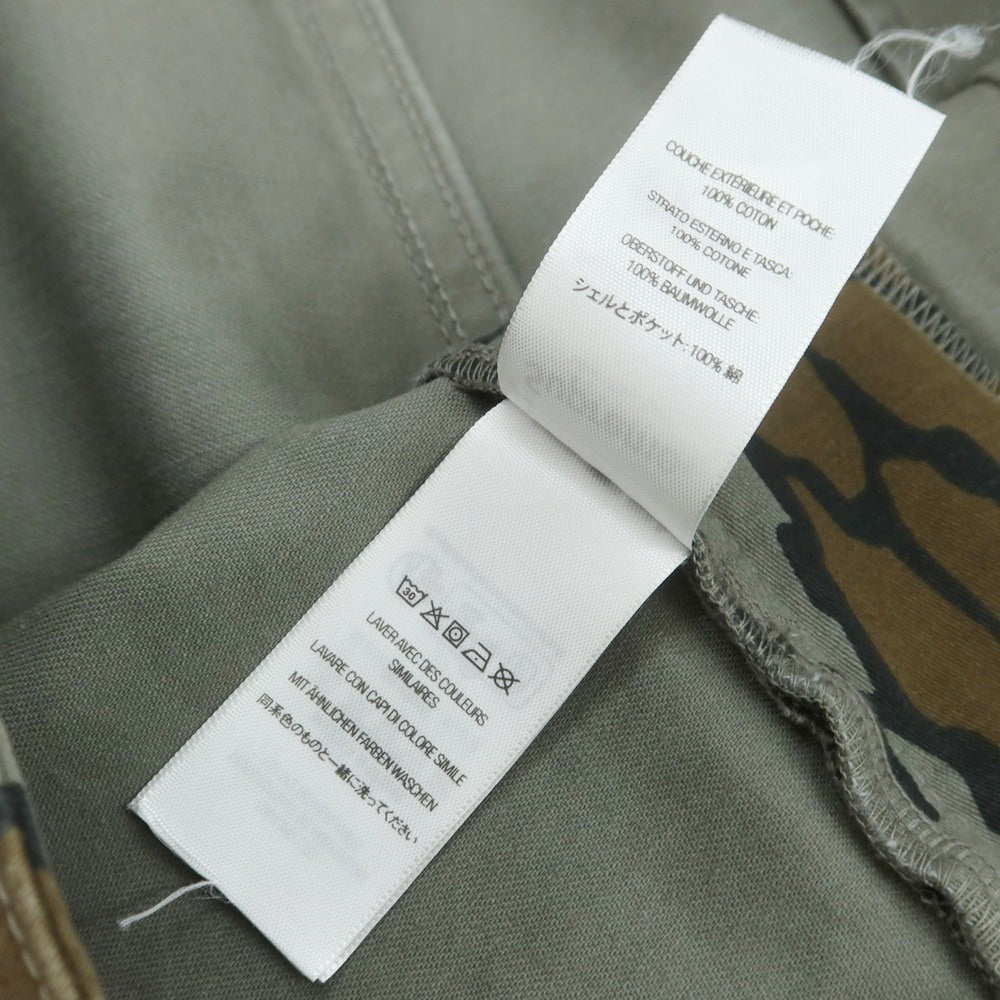 COUCHE EXTÉRIEURE ET POCHE:
100% COTON
STRATO ESTERNO E TASCA:
100% COTONE
OBERSTOFF UND TASCHE:
100% BAUMWOLLE
シェルとポケット: 100% 綿
30
LAVER AVEC DES COULEURS
SIMILAIRES
LAVARE CON CAPI DI COLORE SIMILE
MIT ÄHNLICHEN FARBEN WASCHEN
同系色のものと一緒に洗ってください